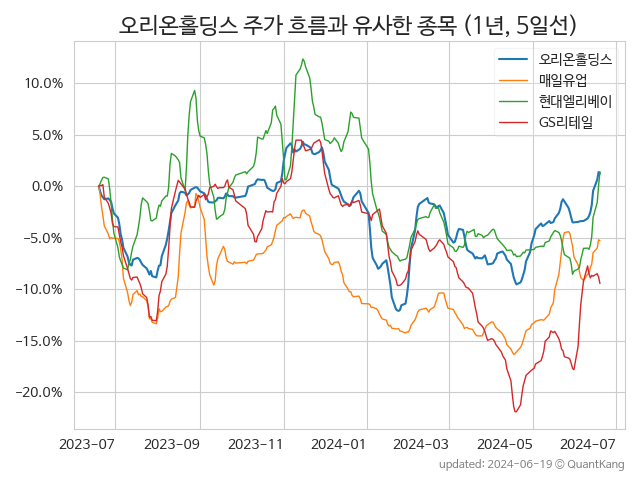 오리온홀딩스 주가 흐름과 유사한 종목 (1년, 5일선)
오리온홀딩스
매일유업
현대엘리베이
GS리테일
10.0%
5.0%
0.0%
−5.0%
−10.0%
−15.0%
−20.0%
2023-07 2023-09 2023-11 2024-01 2024-03 2024-05 2024-07
updated: 2024-06-19 © QuantKang